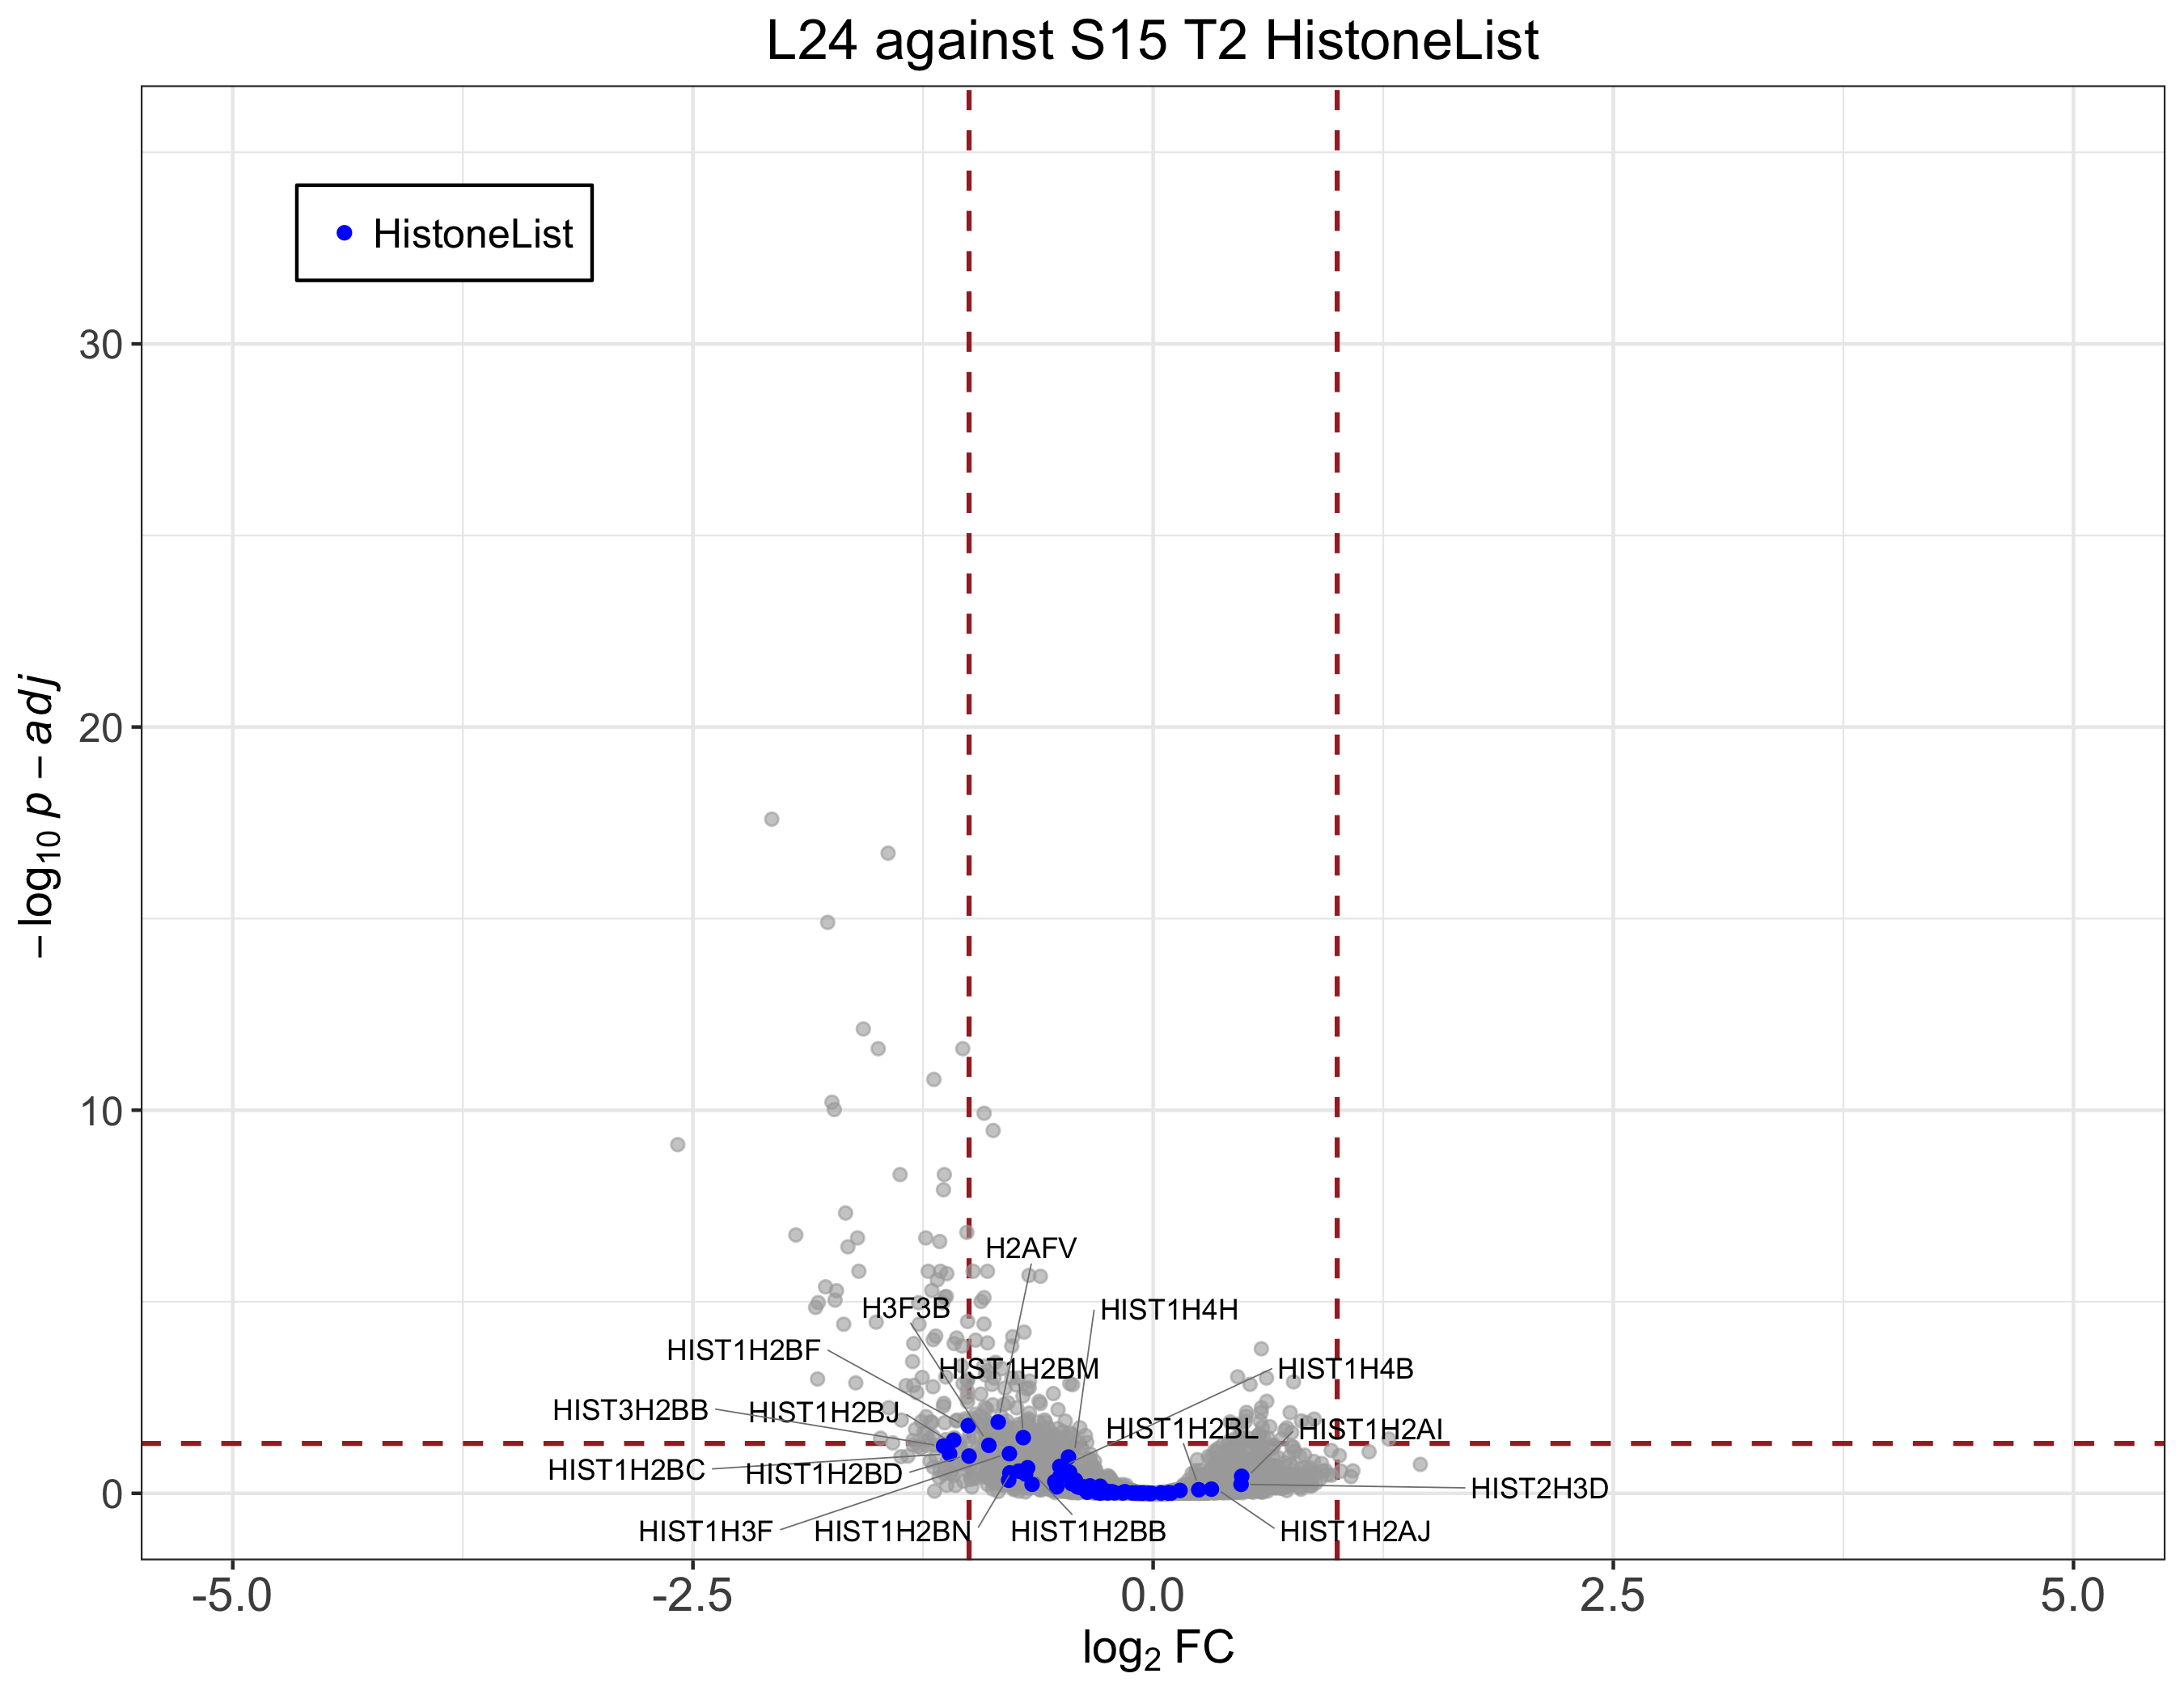 L24 against S15 T2 HistoneList
HistoneList
30
20
10
0
−log10 p − adj
H2AFV
H3F3B
HIST1H4H
HIST1H2BF
HIST1H2BM
HIST1H4B
HIST3H2BB
HIST1H2BJ
HIST1H2BL
HIST1H2AI
HIST1H2BC
HIST1H2BD
HIST2H3D
HIST1H3F
HIST1H2BN
HIST1H2BB
HIST1H2AJ
-5.0
-2.5
0.0
2.5
5.0
log2 FC